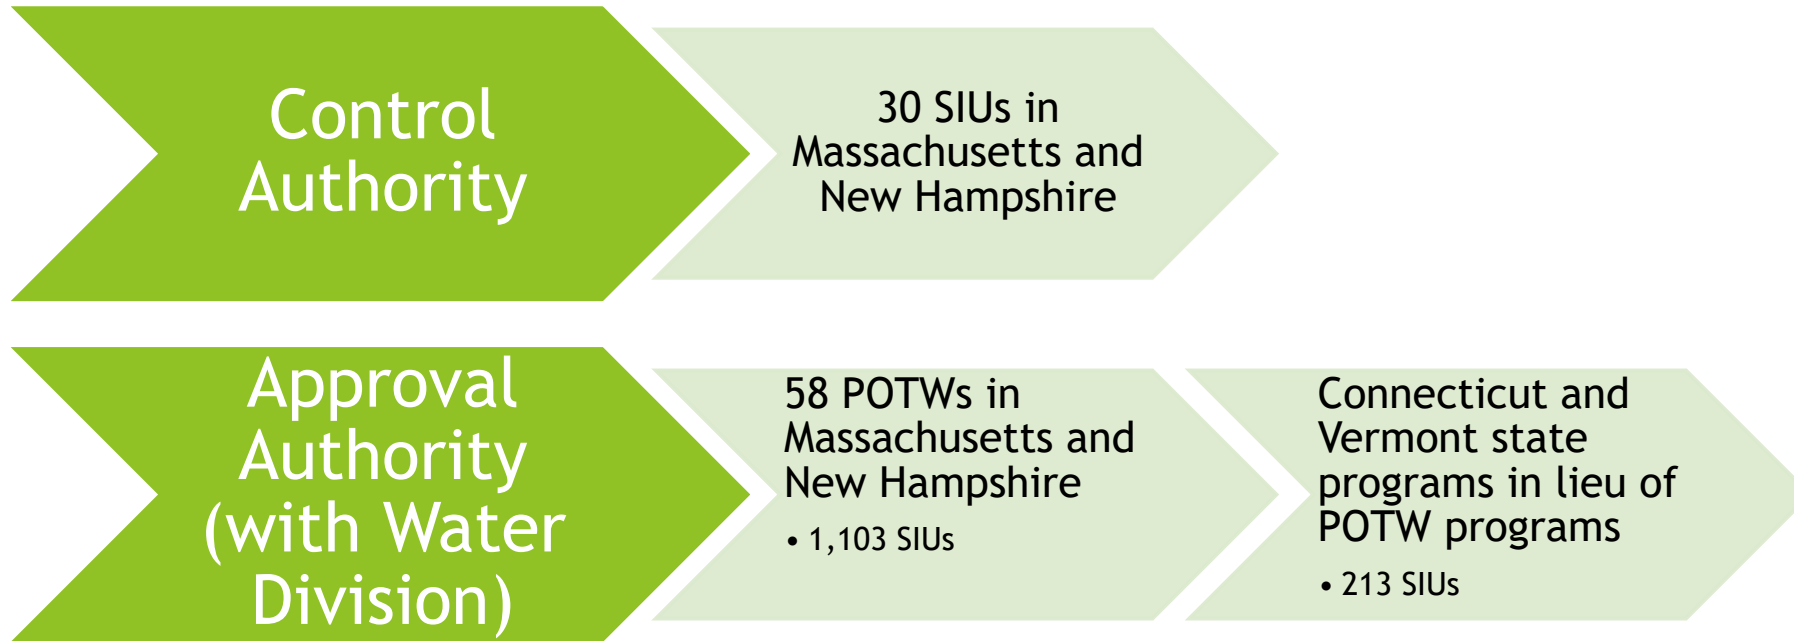 Control
Authority
30 SIUs in
Massachusetts and
New Hampshire
Approval
Authority
(with Water
Division)
58 POTWs in
Massachusetts and
New Hampshire
• 1,103 SIUs
Connecticut and
Vermont state
programs in lieu of
POTW programs
• 213 SIUs